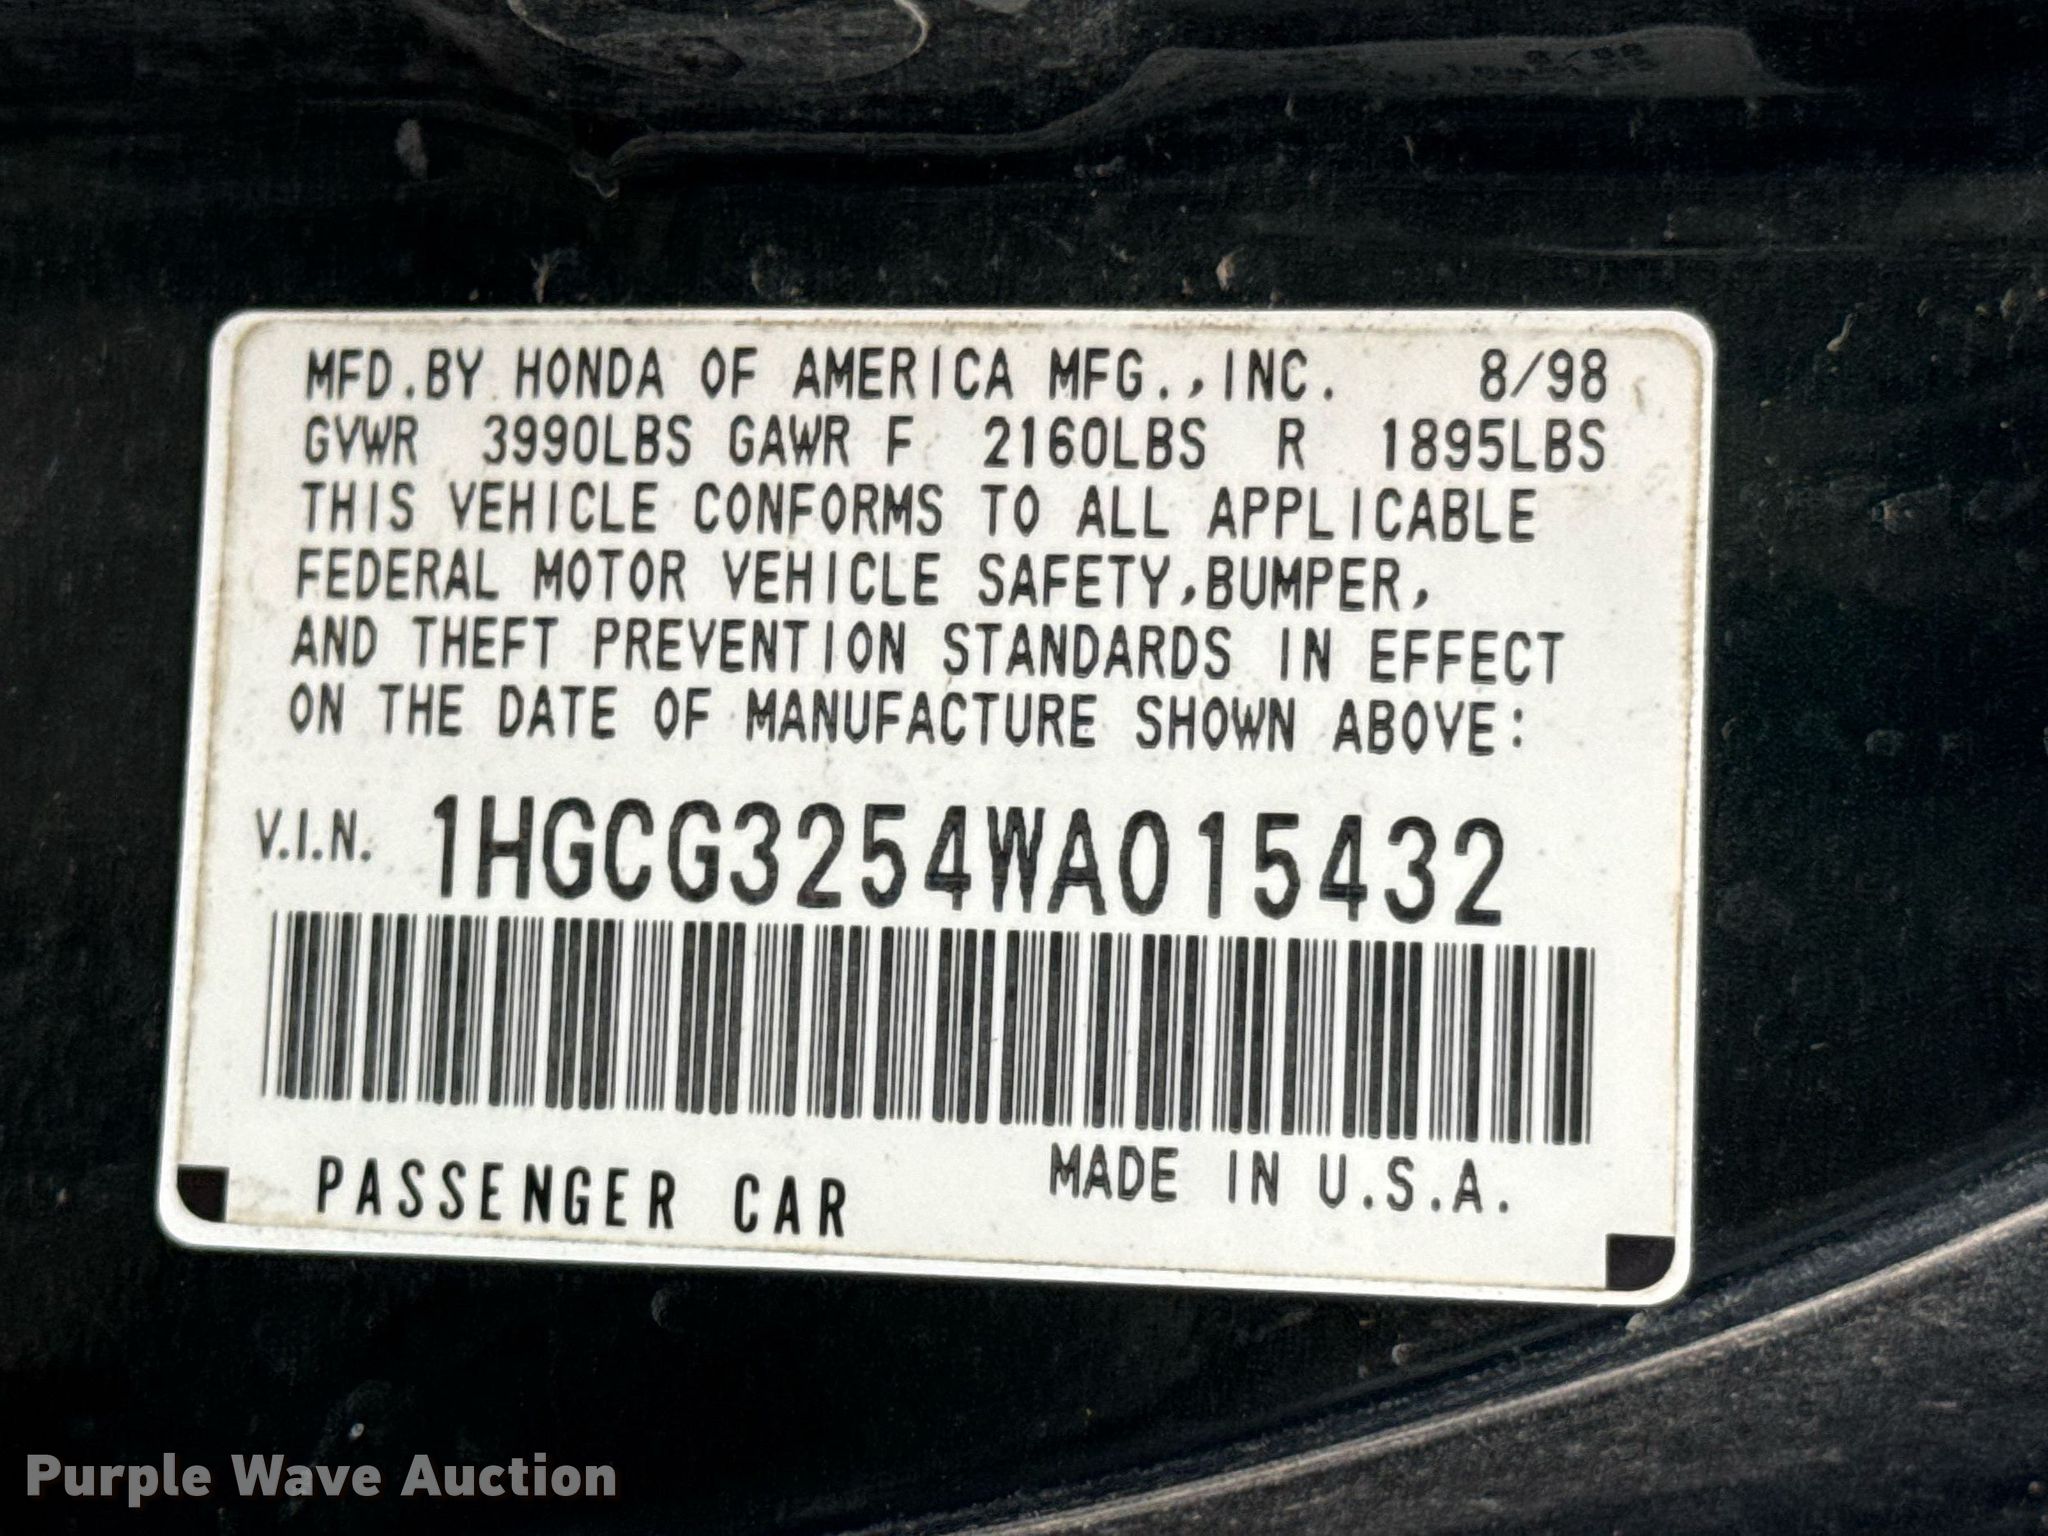 MFD.BY HONDA OF AMERICA MFG.,INC. 8/98
GVWR 3990LBS GAWR F 2160LBS R 1895LBS
THIS VEHICLE CONFORMS TO ALL APPLICABLE
FEDERAL MOTOR VEHICLE SAFETY,BUMPER,
AND THEFT PREVENTION STANDARDS IN EFFECT
ON THE DATE OF MANUFACTURE SHOWN ABOVE:
V.I.N. 1HGCG3254WA015432
PASSENGER CAR MADE IN U.S.A.
Purple Wave Auction